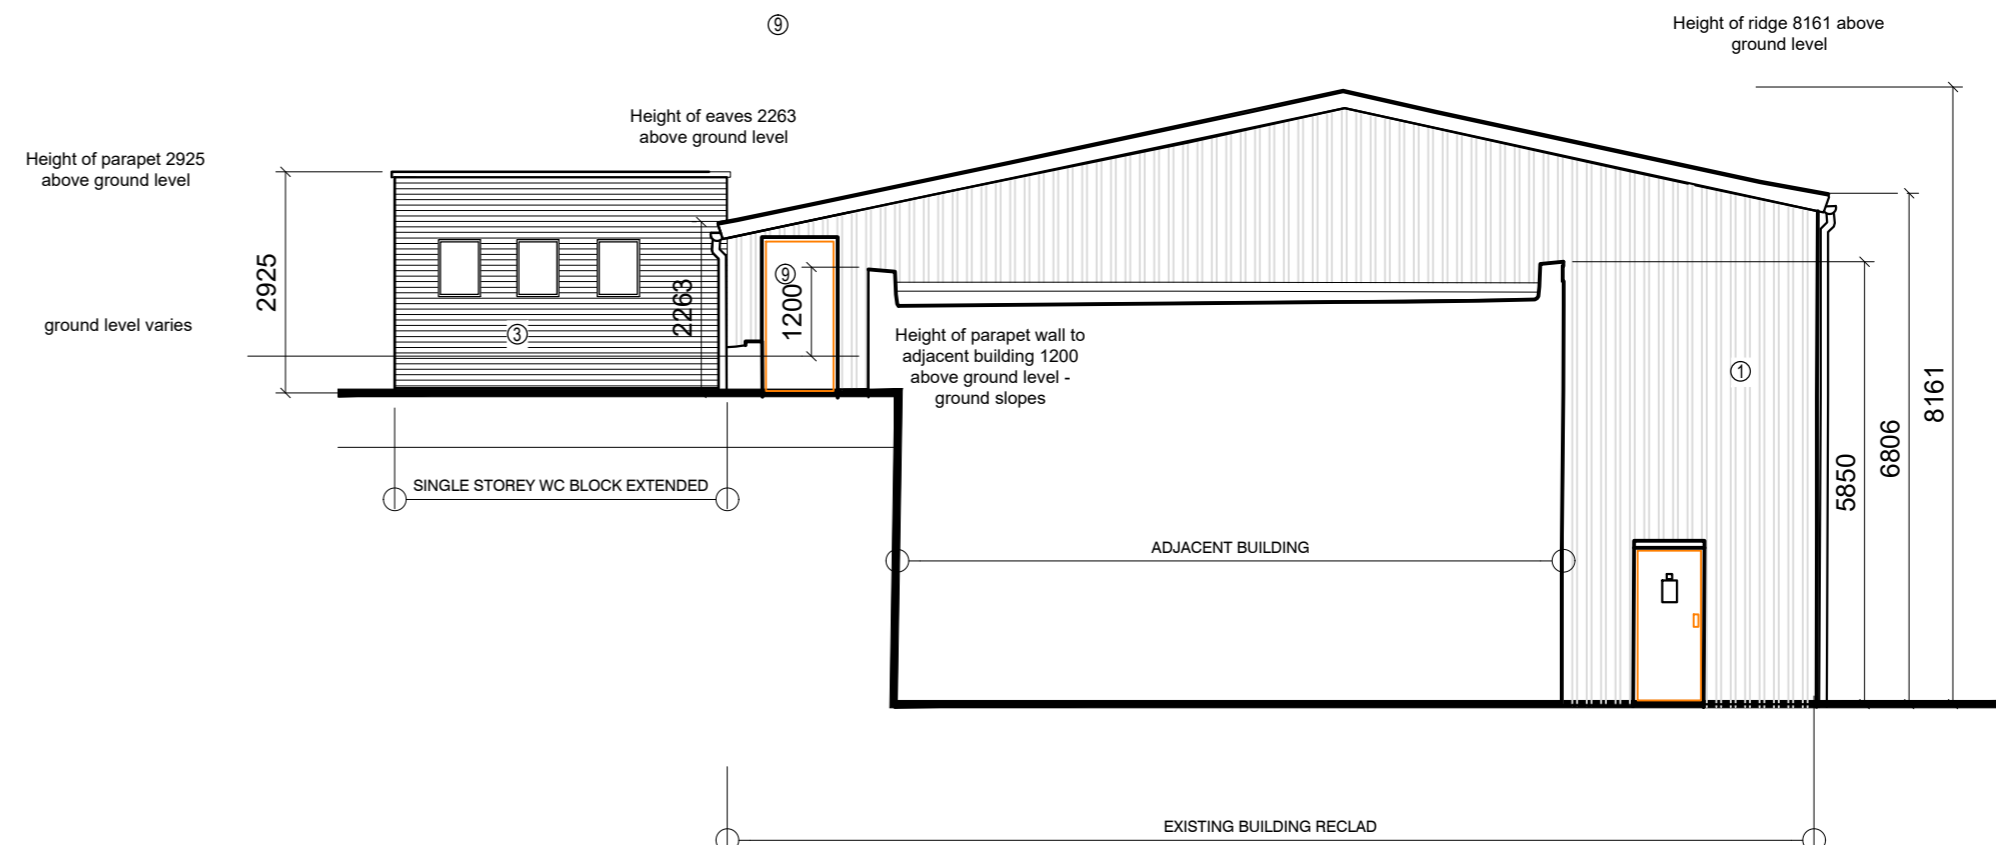 ⑨
Height of ridge 8161 above
ground level
Height of eaves 2263
above ground level
Height of parapet 2925
above ground level
2925
ground level varies
③
2263
⑨
1200
Height of parapet wall to
adjacent building 1200
above ground level -
ground slopes
①
8161
6806
5850
SINGLE STOREY WC BLOCK EXTENDED
ADJACENT BUILDING
EXISTING BUILDING RECLAD